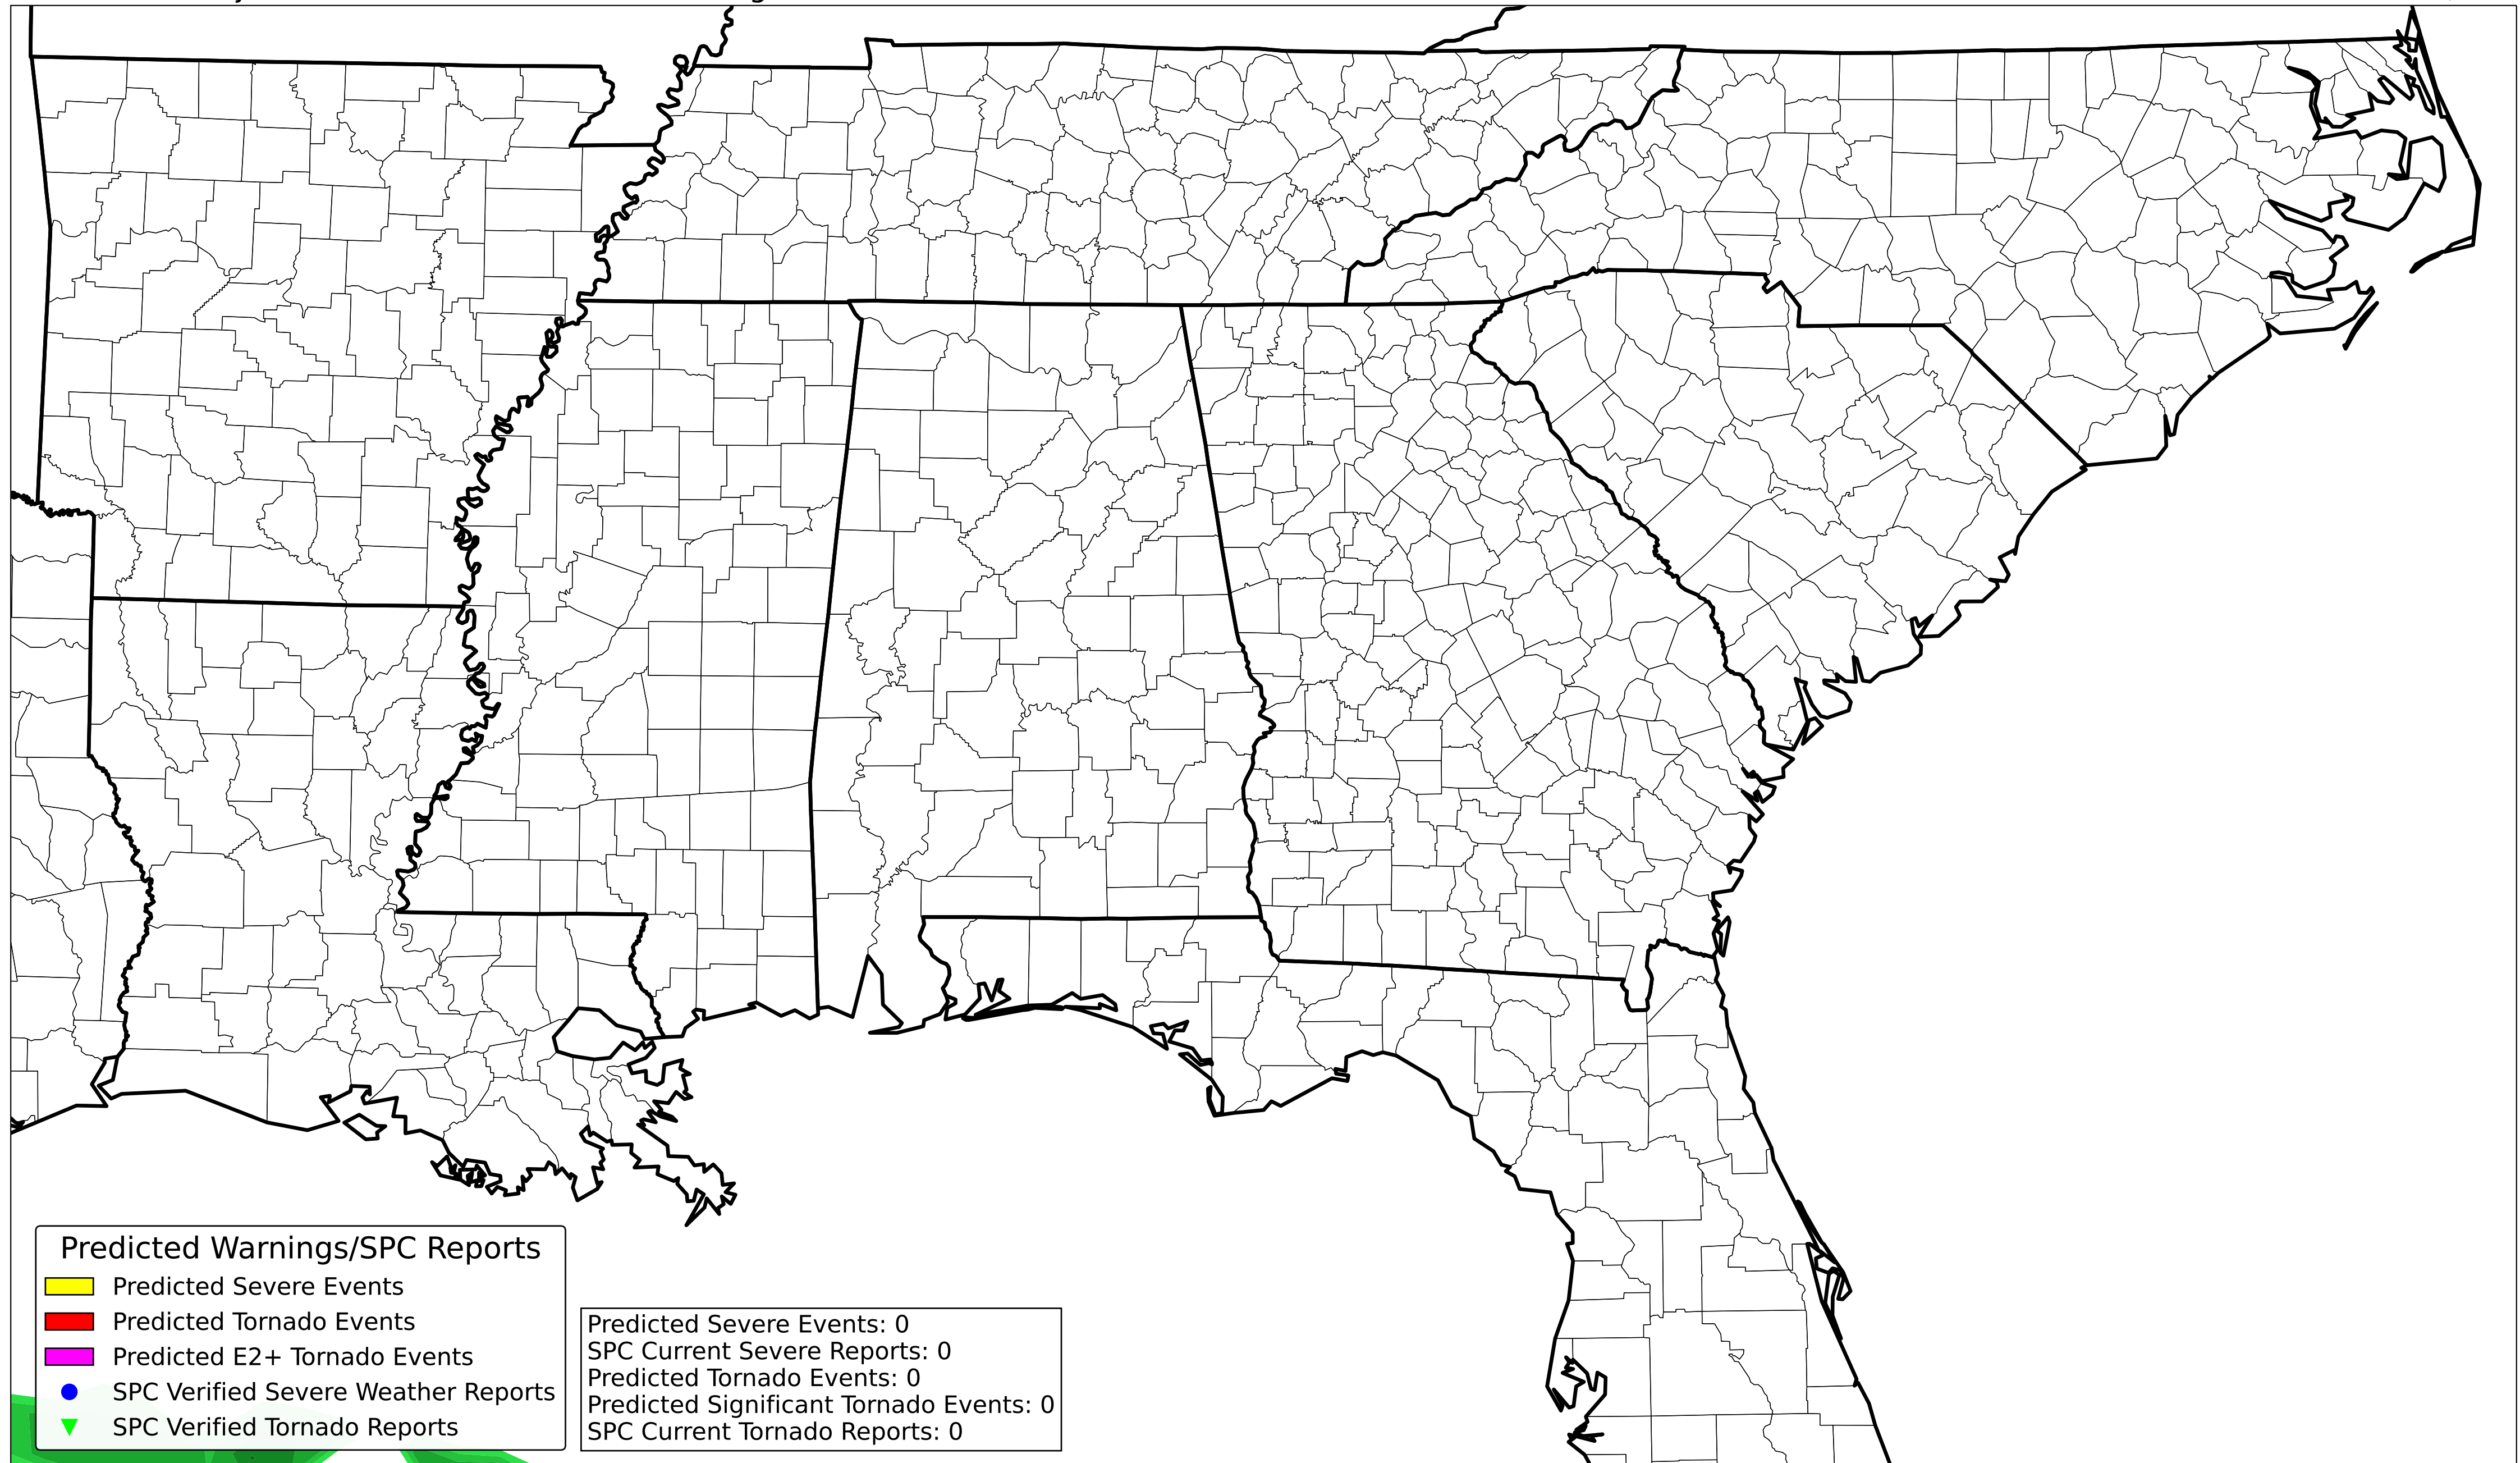 Predicted Warnings/SPC Reports
Predicted Severe Events
Predicted Tornado Events
Predicted E2+ Tornado Events
SPC Verified Severe Weather Reports
SPC Verified Tornado Reports
Predicted Severe Events: 0
SPC Current Severe Reports: 0
Predicted Tornado Events: 0
Predicted Significant Tornado Events: 0
SPC Current Tornado Reports: 0